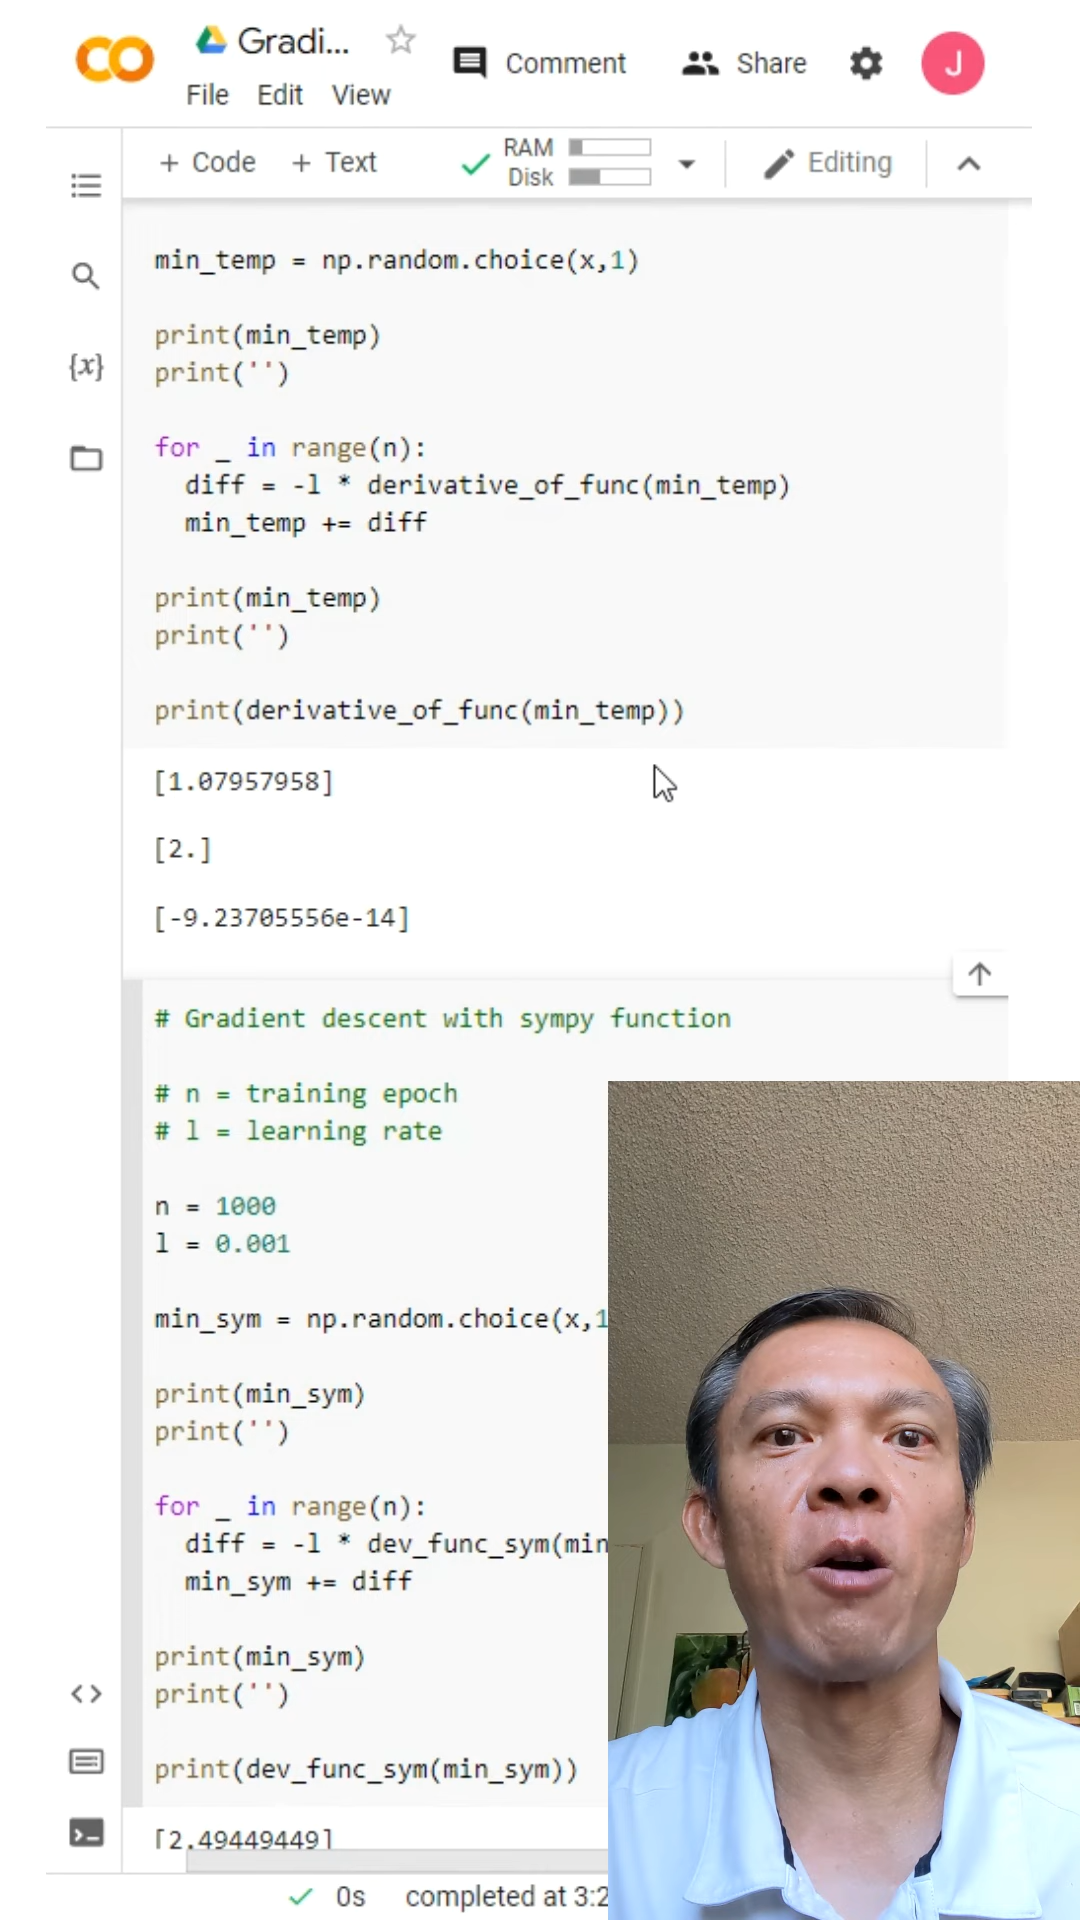 Gradi...
Comment
Share
J
File Edit View
+ Code + Text
RAM
Disk
Editing
{x}
min_temp = np.random.choice(x,1)
print(min_temp)
print('')
for _ in range(n):
diff = -l * derivative_of_func(min_temp)
min_temp += diff
print(min_temp)
print('')
print(derivative_of_func(min_temp))
[1.07957958]
[2.]
[-9.23705556e-14]
# Gradient descent with sympy function
# n = training epoch
# l = learning rate
n = 1000
l = 0.001
min_sym = np.random.choice(x,1
print(min_sym)
print('')
for _ in range(n):
diff = -l * dev_func_sym(min
min_sym += diff
print(min_sym)
print('')
print(dev_func_sym(min_sym))
[2.49449449]
0s completed at 3:2